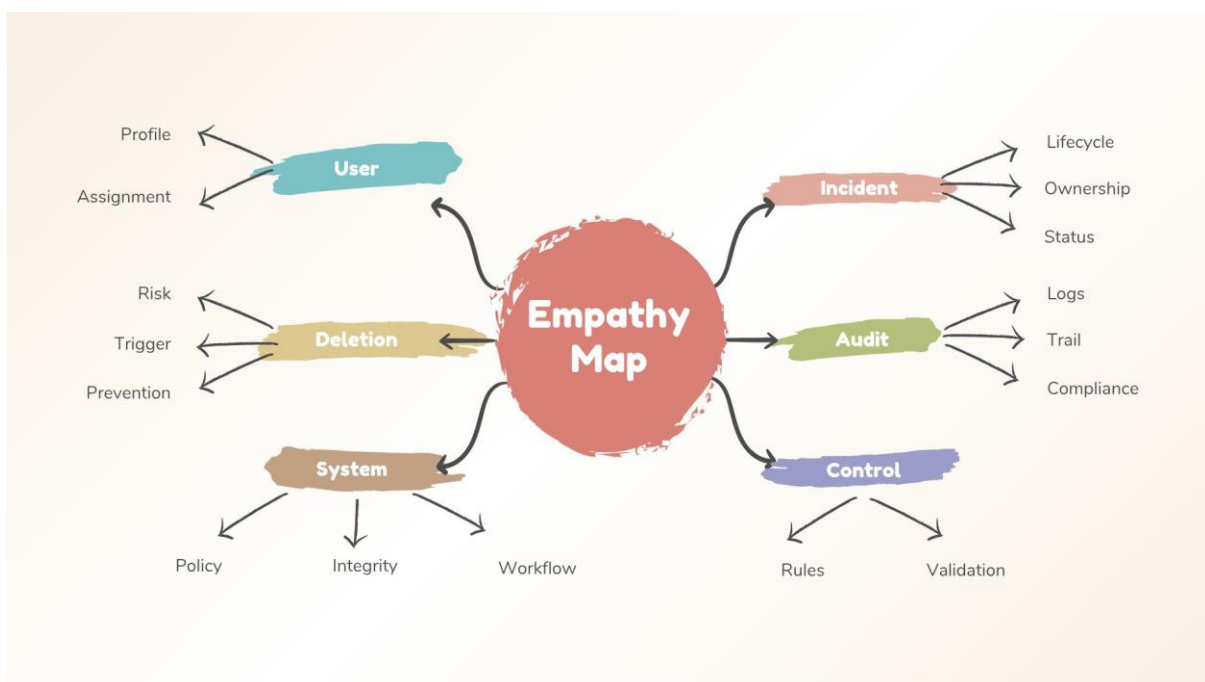 Empathy
Map
User
Profile
Assignment
Deletion
Risk
Trigger
Prevention
System
Policy
Integrity
Workflow
Incident
Lifecycle
Ownership
Status
Audit
Logs
Trail
Compliance
Control
Rules
Validation